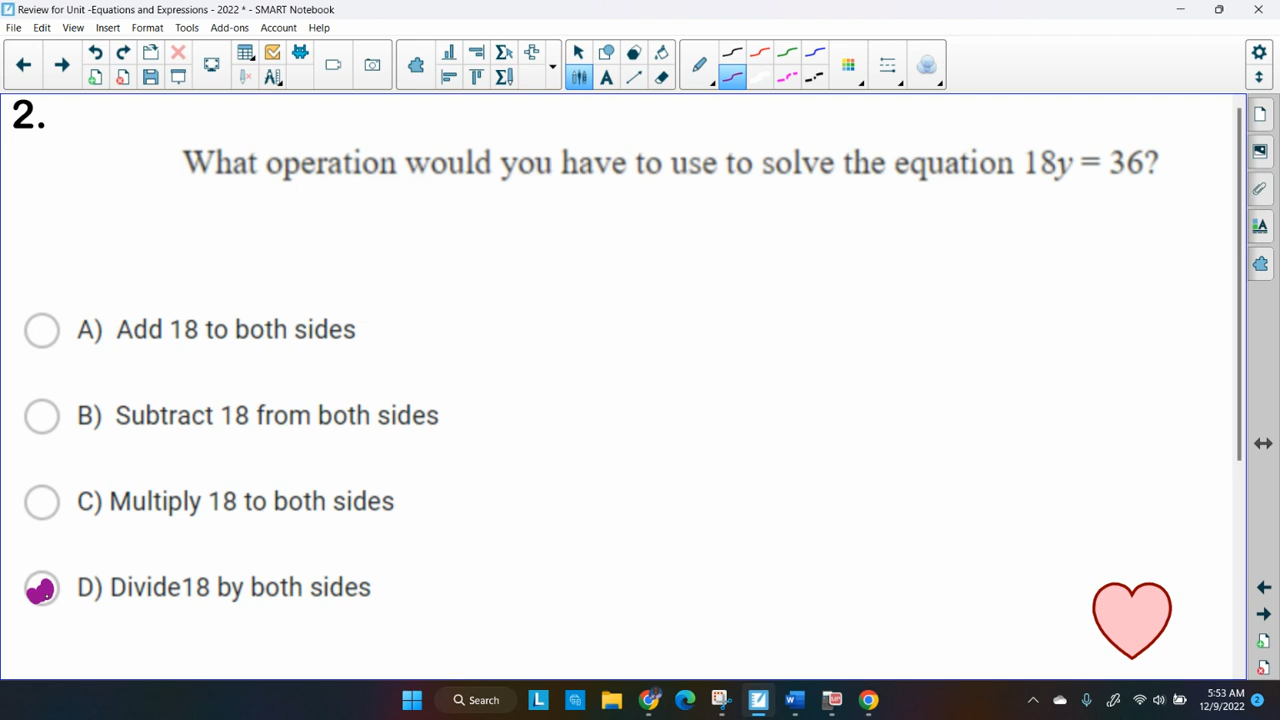 Review for Unit -Equations and Expressions - 2022 * - SMART Notebook
File Edit View Insert Format Tools Add-ons Account Help
2.
What operation would you have to use to solve the equation 18y = 36?
A) Add 18 to both sides
B) Subtract 18 from both sides
C) Multiply 18 to both sides
D) Divide18 by both sides
Search
5:53 AM
12/9/2022